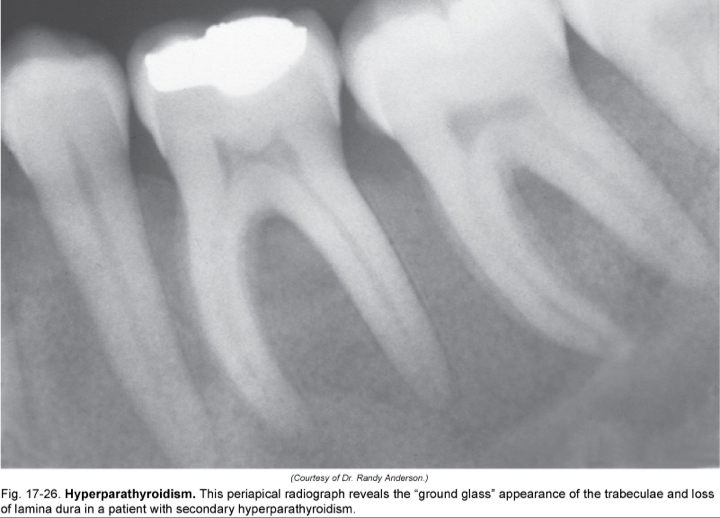 (Courtesy of Dr. Randy Anderson.)
Fig. 17-26. Hyperparathyroidism. This periapical radiograph reveals the “ground glass” appearance of the trabeculae and loss
of lamina dura in a patient with secondary hyperparathyroidism.